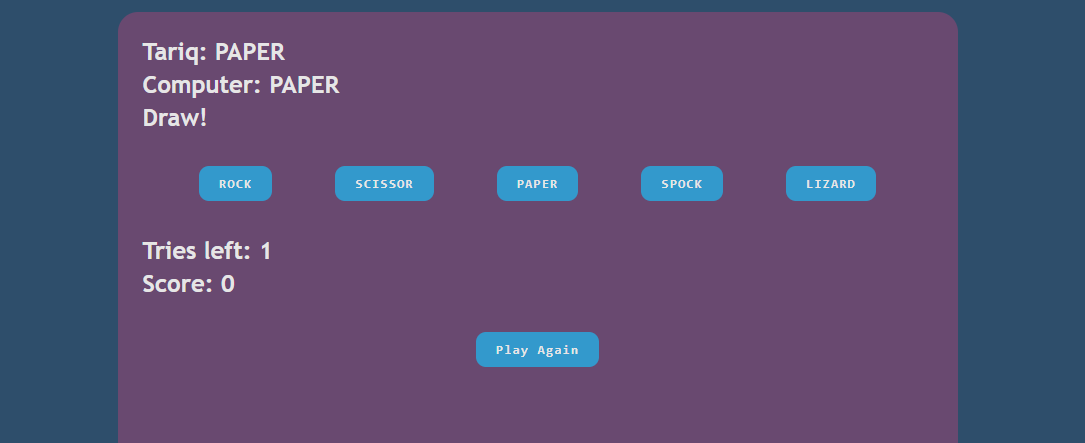 Tariq: PAPER
Computer: PAPER
Draw!
ROCK SCISSOR PAPER SPOCK LIZARD
Tries left: 1
Score: 0
Play Again